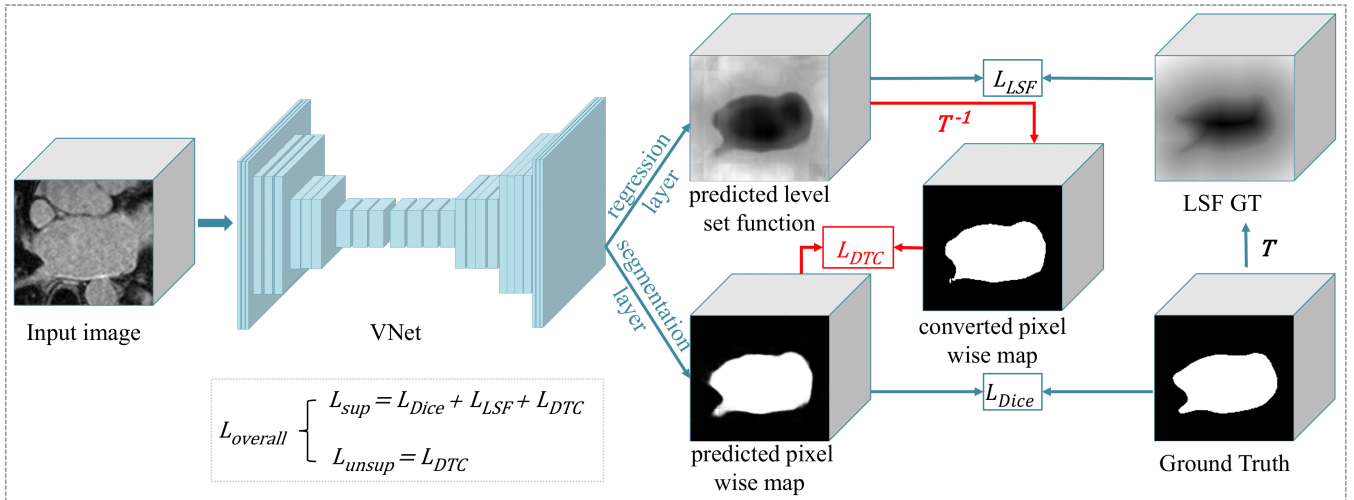 Input image
VNet
regression
layer
segmentation
layer
predicted level
set function
L_LSF
T^-1
LSF GT
T
L_DTC
converted pixel
wise map
predicted pixel
wise map
L_Dice
Ground Truth
L_overall
L_sup = L_Dice + L_LSF + L_DTC
L_unsup = L_DTC